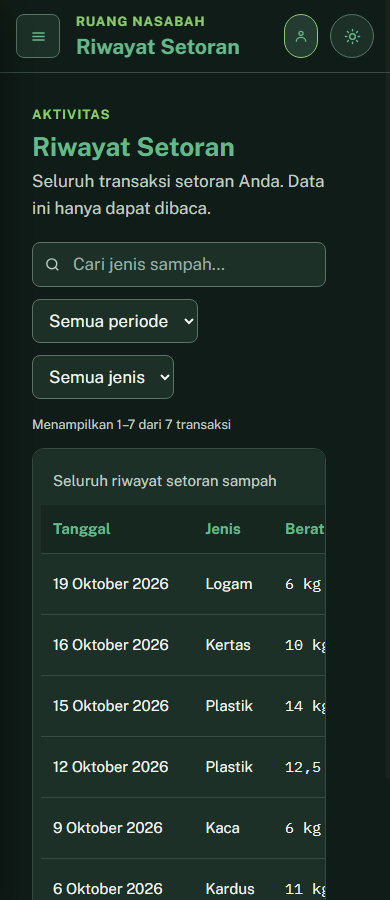 RUANG NASABAH
Riwayat Setoran
AKTIVITAS
Riwayat Setoran
Seluruh transaksi setoran Anda. Data
ini hanya dapat dibaca.
Cari jenis sampah...
Semua periode
Semua jenis
Menampilkan 1–7 dari 7 transaksi
Seluruh riwayat setoran sampah
Tanggal Jenis Berat
19 Oktober 2026 Logam 6 kg
16 Oktober 2026 Kertas 10 kg
15 Oktober 2026 Plastik 14 kg
12 Oktober 2026 Plastik 12,5
9 Oktober 2026 Kaca 6 kg
6 Oktober 2026 Kardus 11 kg